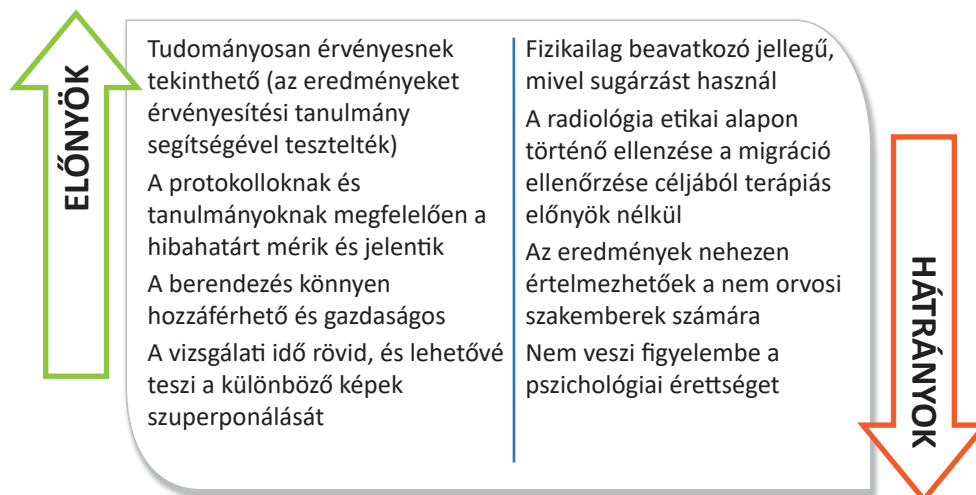 ELŐNYÖK
Tudományosan érvényesnek
tekinthető (az eredményeket
érvényesítési tanulmány
segítségével tesztelték)
A protokolloknak és
tanulmányoknak megfelelően a
hibahatárt mérik és jelentik
A berendezés könnyen
hozzáférhető és gazdaságos
A vizsgálati idő rövid, és lehetővé
teszi a különböző képek
szuperponálását
Fizikailag beavatkozó jellegű,
mivel sugárzást használ
A radiológia etikai alapon
történő ellenzése a migráció
ellenőrzése céljából terápiás
előnyök nélkül
Az eredmények nehezen
értelmezhetőek a nem orvosi
szakemberek számára
Nem veszi figyelembe a
pszichológiai érettséget
HÁTRÁNYOK